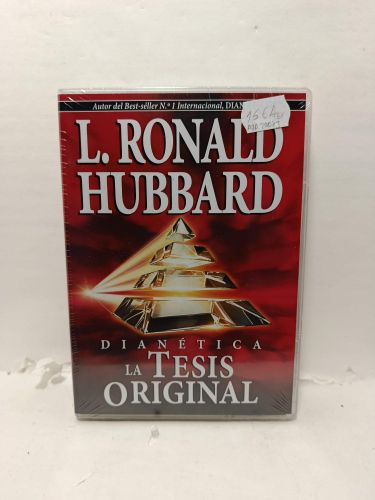 Autor del Best-séller N.º 1 Internacional, DIAN
L. RONALD
HUBBARD
DIANÉTICA
LA TESIS
ORIGINAL